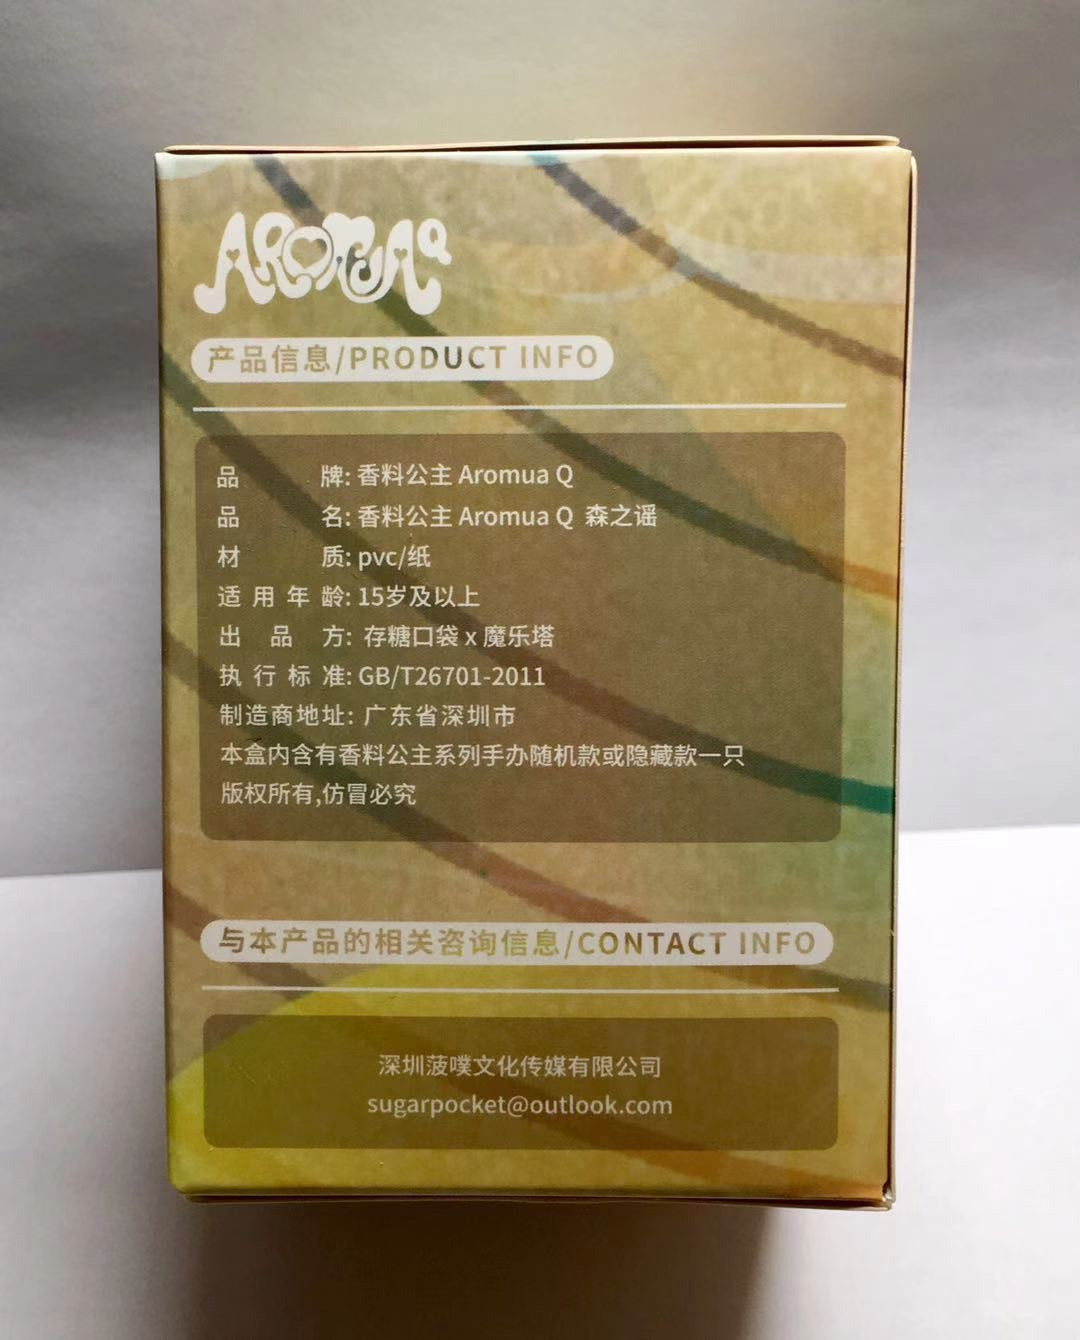 AROMUA Q
产品信息/PRODUCT INFO
品 牌: 香料公主 Aromua Q
品 名: 香料公主 Aromua Q 森之谣
材 质: pvc/纸
适 用 年 龄: 15岁及以上
出 品 方: 存糖口袋 x 魔乐塔
执 行 标 准: GB/T26701-2011
制造商地址: 广东省深圳市
本盒内含有香料公主系列手办随机款或隐藏款一只
版权所有,仿冒必究
与本产品的相关咨询信息/CONTACT INFO
深圳菠噗文化传媒有限公司
sugarpocket@outlook.com